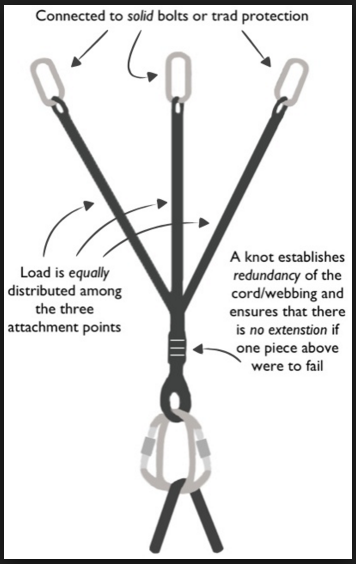 Connected to solid bolts or trad protection
Load is equally
distributed among
the three
attachment points
A knot establishes
redundancy of the
cord/webbing and
ensures that there
is no extenstion if
one piece above
were to fail